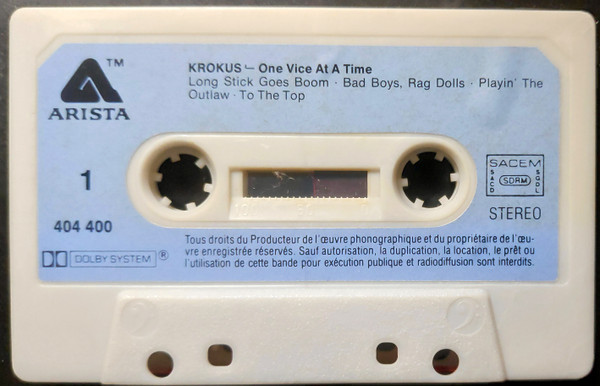 TM
ARISTA
KROKUS – One Vice At A Time
Long Stick Goes Boom · Bad Boys, Rag Dolls · Playin' The
Outlaw · To The Top
1
404 400
DOLBY SYSTEM ®
SACEM
SACD SDRM SGDL
STEREO
Tous droits du Producteur de l'œuvre phonographique et du propriétaire de l'œu-
vre enregistrée réservés. Sauf autorisation, la duplication, la location, le prêt ou
l'utilisation de cette bande pour exécution publique et radiodiffusion sont interdits.